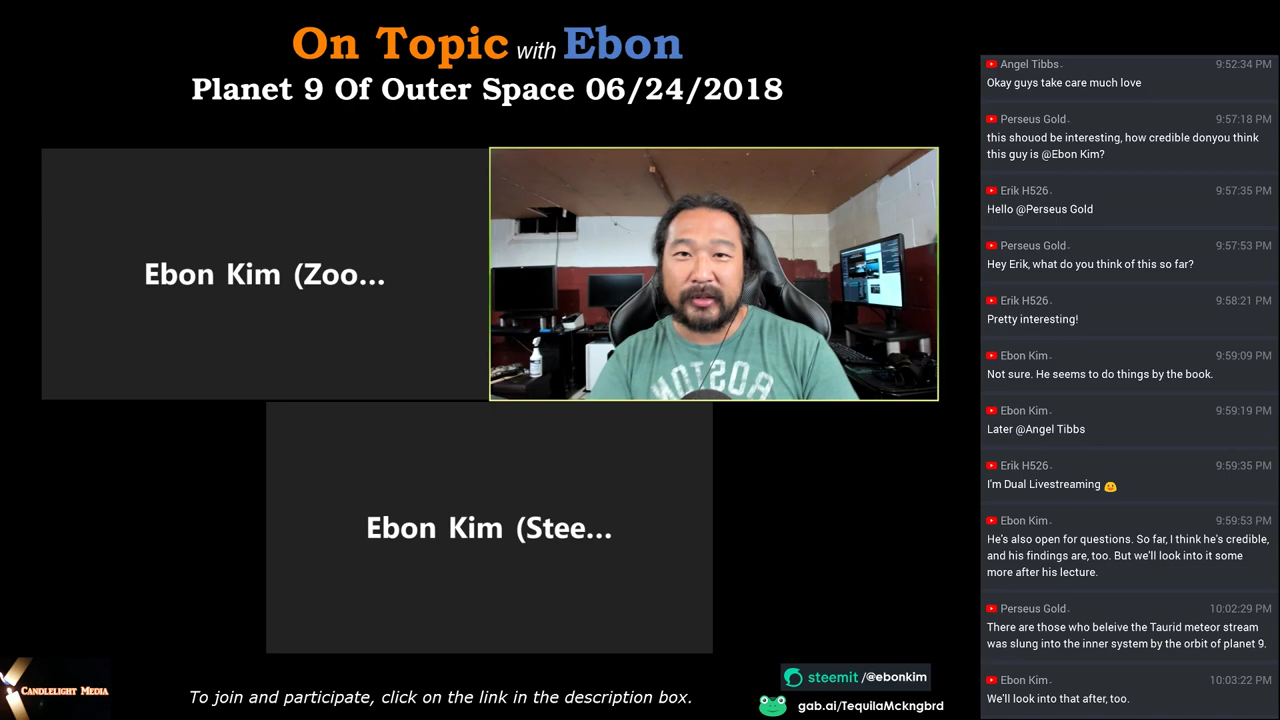 On Topic with Ebon
Planet 9 Of Outer Space 06/24/2018
Ebon Kim (Zoo...
BOSTON
Ebon Kim (Stee...
CANDLELIGHT MEDIA
To join and participate, click on the link in the description box.
steemit /@ebonkim
gab.ai/TequilaMckngbrd
Angel Tibbs 9:52:34 PM
Okay guys take care much love
Perseus Gold 9:57:18 PM
this shouod be interesting, how credible donyou think
this guy is @Ebon Kim?
Erik H526 9:57:35 PM
Hello @Perseus Gold
Perseus Gold 9:57:53 PM
Hey Erik, what do you think of this so far?
Erik H526 9:58:21 PM
Pretty interesting!
Ebon Kim 9:59:09 PM
Not sure. He seems to do things by the book.
Ebon Kim 9:59:19 PM
Later @Angel Tibbs
Erik H526 9:59:35 PM
I'm Dual Livestreaming
Ebon Kim 9:59:53 PM
He's also open for questions. So far, I think he's credible,
and his findings are, too. But we'll look into it some
more after his lecture.
Perseus Gold 10:02:29 PM
There are those who beleive the Taurid meteor stream
was slung into the inner system by the orbit of planet 9.
Ebon Kim 10:03:22 PM
We'll look into that after, too.